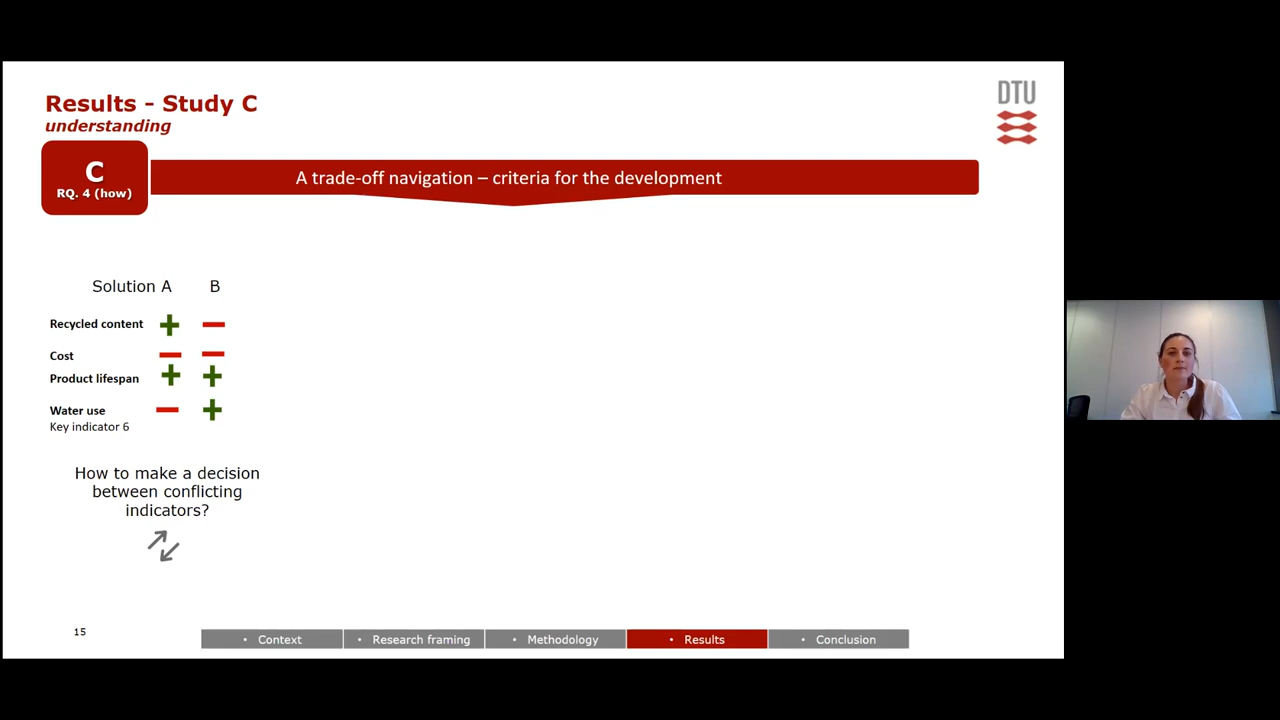 Results - Study C
understanding
DTU
C
RQ. 4 (how)
A trade-off navigation – criteria for the development
Solution A B
Recycled content + –
Cost – –
Product lifespan + +
Water use – +
Key indicator 6
How to make a decision
between conflicting
indicators?
15
• Context • Research framing • Methodology • Results • Conclusion